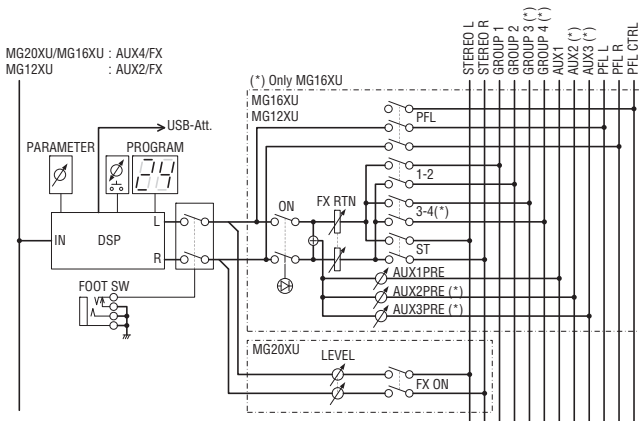 MG20XU/MG16XU : AUX4/FX
MG12XU : AUX2/FX
STEREO L
STEREO R
GROUP 1
GROUP 2
GROUP 3 (*)
GROUP 4 (*)
AUX1
AUX2 (*)
AUX3 (*)
PFL L
PFL R
PFL CTRL
(*) Only MG16XU
MG16XU
MG12XU
PFL
USB-Att.
PARAMETER
PROGRAM
24
1-2
ON
FX RTN
3-4(*)
L
IN
DSP
R
ST
AUX1PRE
FOOT SW
AUX2PRE (*)
AUX3PRE (*)
MG20XU
LEVEL
FX ON